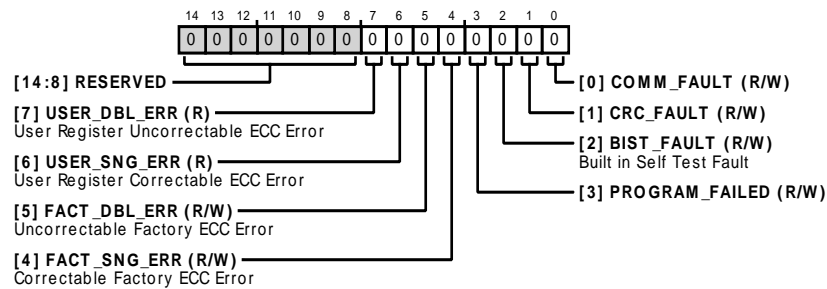 14 13 12 11 10 9 8 7 6 5 4 3 2 1 0
0 0 0 0 0 0 0 0 0 0 0 0 0 0 0
[14:8] RESERVED
[7] USER_DBL_ERR (R)
User Register Uncorrectable ECC Error
[6] USER_SNG_ERR (R)
User Register Correctable ECC Error
[5] FACT_DBL_ERR (R/W)
Uncorrectable Factory ECC Error
[4] FACT_SNG_ERR (R/W)
Correctable Factory ECC Error
[0] COMM_FAULT (R/W)
[1] CRC_FAULT (R/W)
[2] BIST_FAULT (R/W)
Built in Self Test Fault
[3] PROGRAM_FAILED (R/W)